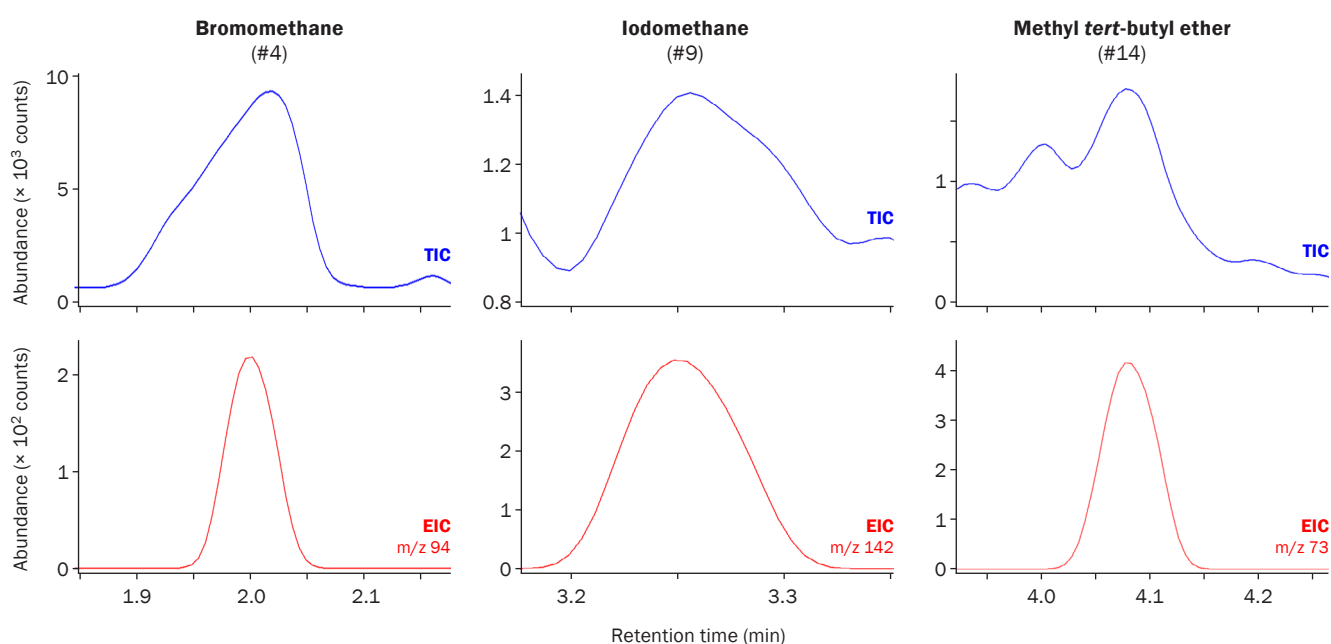 Bromomethane
(#4)
Iodomethane
(#9)
Methyl tert-butyl ether
(#14)
Abundance (× 10³ counts)
10
5
0
TIC
1.4
1.2
1
0.8
TIC
1
0
TIC
Abundance (× 10² counts)
2
1
0
EIC
m/z 94
1.9
2.0
2.1
3
2
1
0
EIC
m/z 142
3.2
3.3
4
3
2
1
0
EIC
m/z 73
4.0
4.1
4.2
Retention time (min)